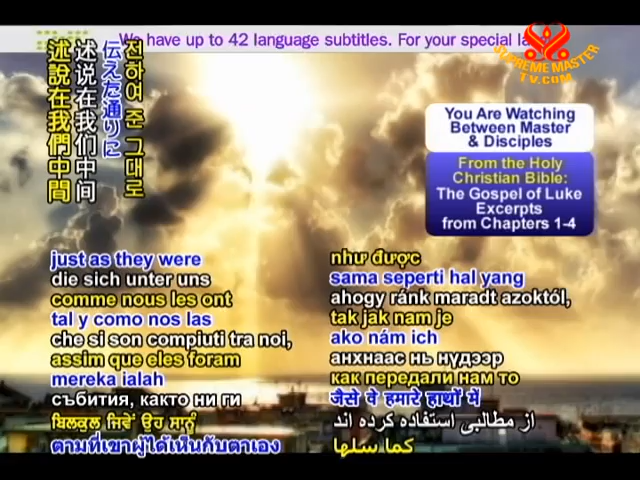 We have up to 42 language subtitles. For your special la
SUPREME MASTER
TV.COM
You Are Watching
Between Master
& Disciples
From the Holy
Christian Bible:
The Gospel of Luke
Excerpts
from Chapters 1-4
전하여 준 그대로
伝えた通りに
述说在我们中间
述說在我們中間
just as they were
die sich unter uns
comme nous les ont
tal y como nos las
che si son compiuti tra noi,
assim que eles foram
mereka ialah
събития, както ни ги
ਬਿਲਕੁਲ ਜਿਵੇਂ ਉਹ ਸਾਨੂੰ
ตามที่เขาผู้ได้เห็นกับตาเอง
như được
sama seperti hal yang
ahogy ránk maradt azoktól,
tak jak nam je
ako nám ich
анхнаас нь нүдээр
как передали нам то
जैसे वे हमारे हाथों में
از مطالبی استفاده کرده اند
كما سلها